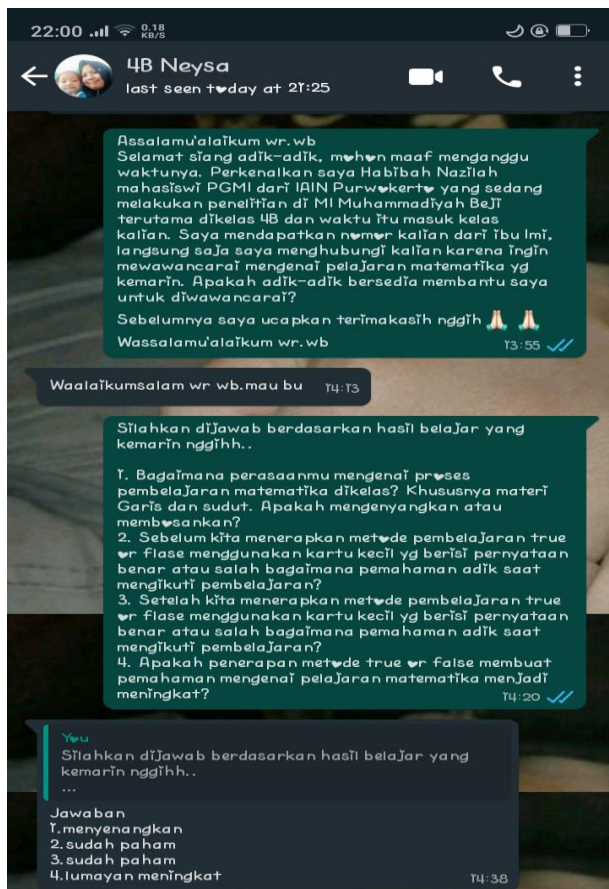 22:00
0.18
KB/S
4B Neysa
last seen today at 21:25
Assalamu'alaikum wr.wb
Selamat siang adik-adik, mohon maaf menganggu
waktunya. Perkenalkan saya Habibah Nazilah
mahasiswi PGMI dari IAIN Purwokerto yang sedang
melakukan penelitian di MI Muhammadiyah Beji
terutama dikelas 4B dan waktu itu masuk kelas
kalian. Saya mendapatkan nomor kalian dari ibu Imi,
langsung saja saya menghubungi kalian karena ingin
mewawancarai mengenai pelajaran matematika yg
kemarin. Apakah adik-adik bersedia membantu saya
untuk diwawancarai?
Sebelumnya saya ucapkan terimakasih nggih 🙏🏻 🙏🏻
Wassalamu'alaikum wr.wb
13:55
Waalaikumsalam wr wb.mau bu 14:13
Silahkan dijawab berdasarkan hasil belajar yang
kemarin nggihh..
1. Bagaimana perasaanmu mengenai proses
pembelajaran matematika dikelas? Khususnya materi
Garis dan sudut. Apakah mengenyangkan atau
membosankan?
2. Sebelum kita menerapkan metode pembelajaran true
or flase menggunakan kartu kecil yg berisi pernyataan
benar atau salah bagaimana pemahaman adik saat
mengikuti pembelajaran?
3. Setelah kita menerapkan metode pembelajaran true
or flase menggunakan kartu kecil yg berisi pernyataan
benar atau salah bagaimana pemahaman adik saat
mengikuti pembelajaran?
4. Apakah penerapan metode true or false membuat
pemahaman mengenai pelajaran matematika menjadi
meningkat?
14:20
You
Silahkan dijawab berdasarkan hasil belajar yang
kemarin nggihh..
...
Jawaban
1.menyenangkan
2.sudah paham
3.sudah paham
4.lumayan meningkat
14:38